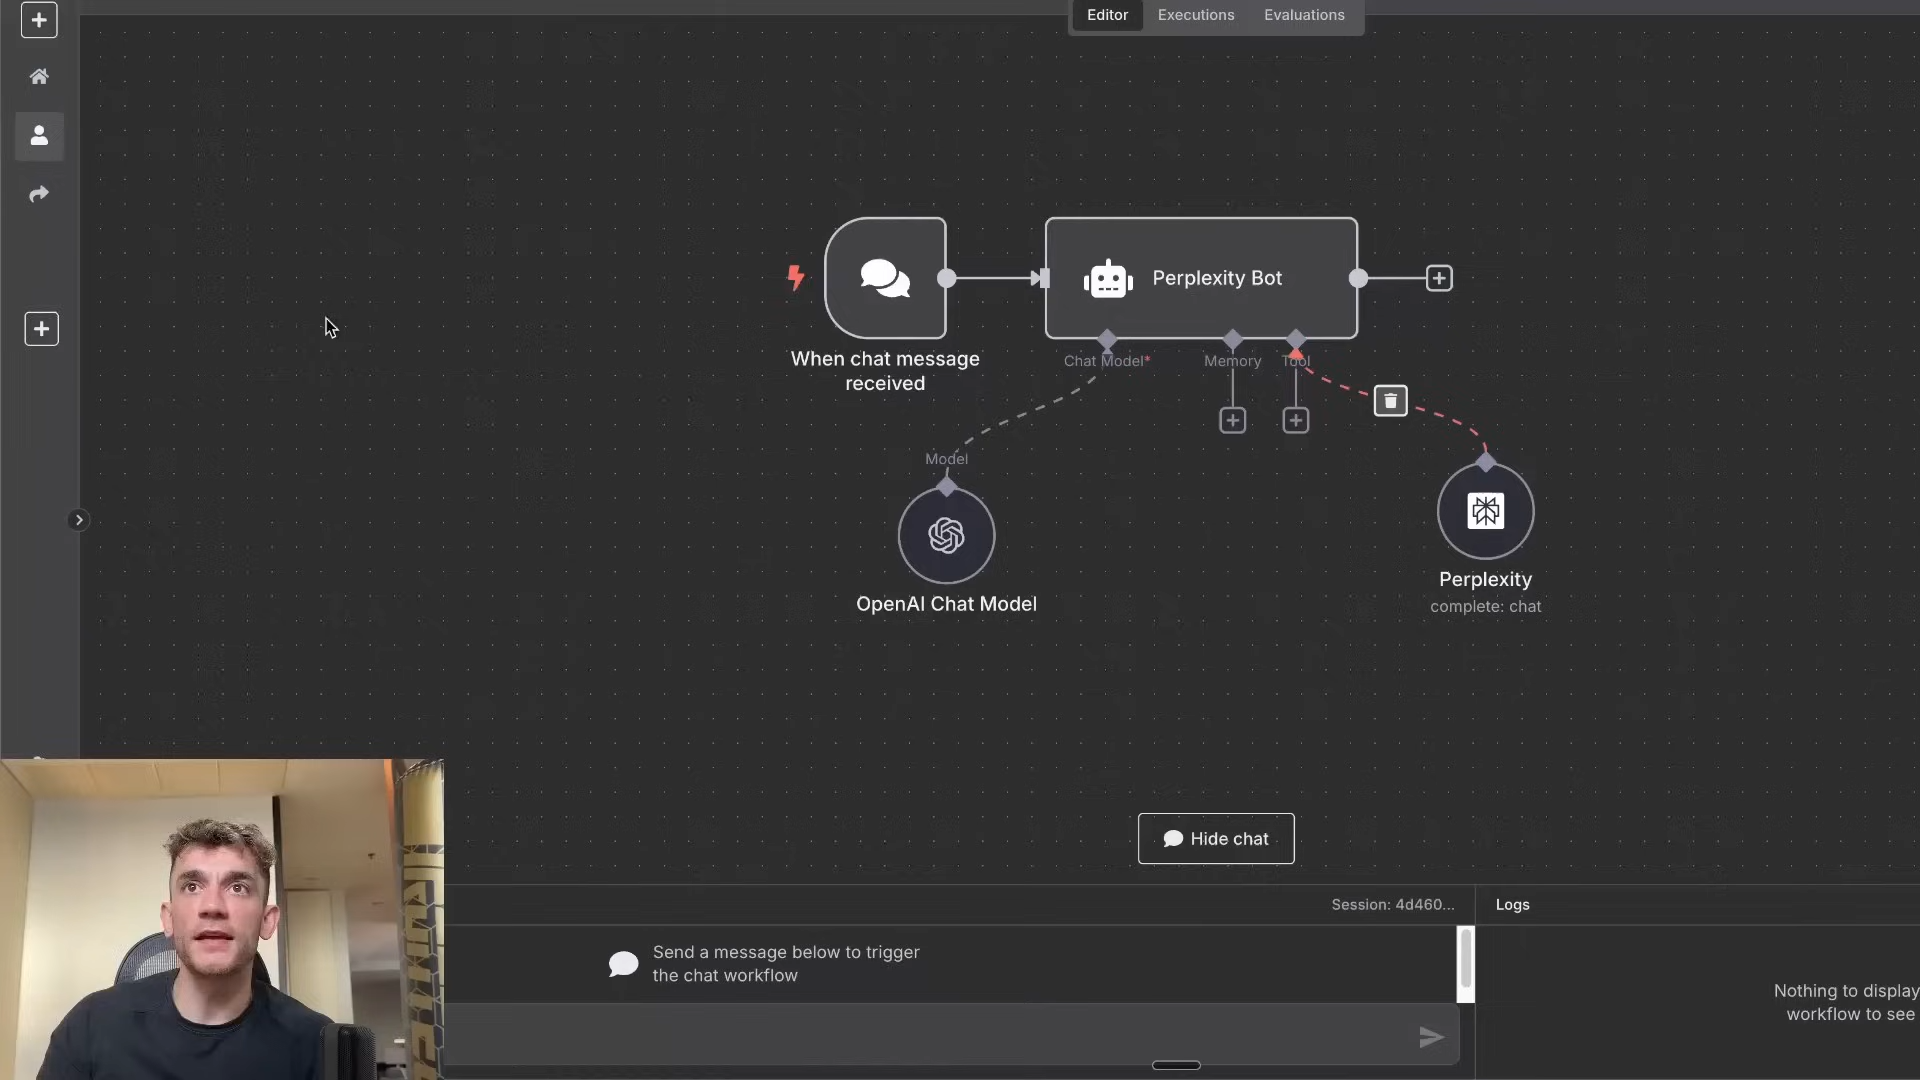 Editor
Executions
Evaluations
Perplexity Bot
When chat message
received
Chat Model*
Memory
Tool
Model
OpenAI Chat Model
Perplexity
complete: chat
Hide chat
Session: 4d460...
Logs
Send a message below to trigger
the chat workflow
Nothing to display
workflow to see